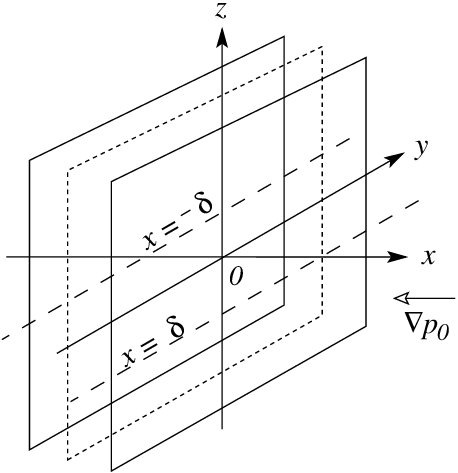 z
y
x = - δ
x
0
x = δ
∇p₀